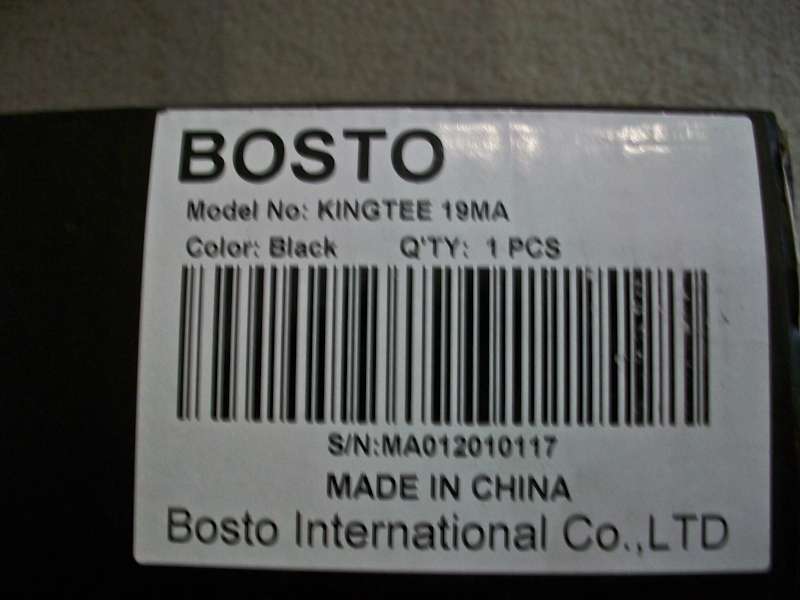 BOSTO
Model No: KINGTEE 19MA
Color: Black Q'TY: 1 PCS
S/N:MA012010117
MADE IN CHINA
Bosto International Co.,LTD